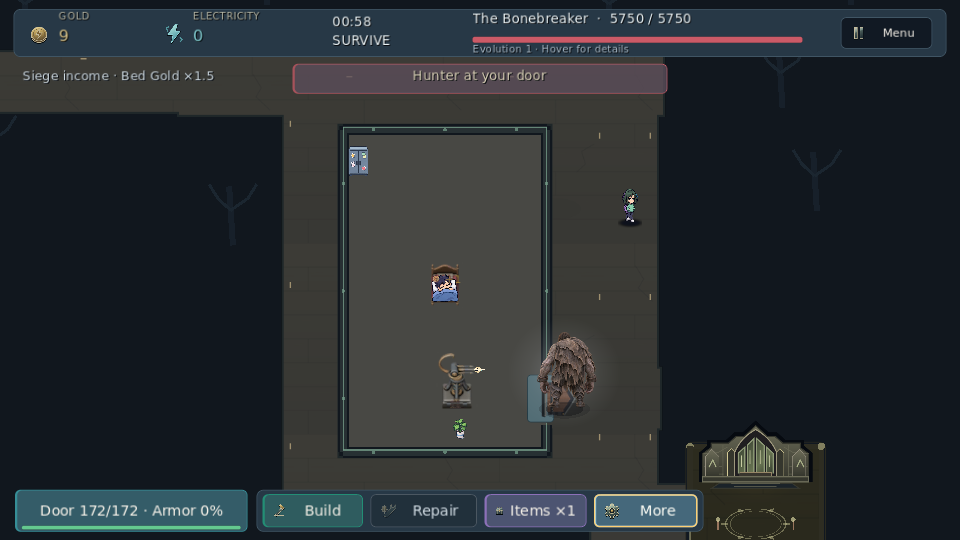 GOLD
9
ELECTRICITY
0
00:58
SURVIVE
The Bonebreaker · 5750 / 5750
Evolution 1 · Hover for details
Menu
Siege income · Bed Gold ×1.5
Hunter at your door
Door 172/172 · Armor 0%
Build
Repair
Items ×1
More